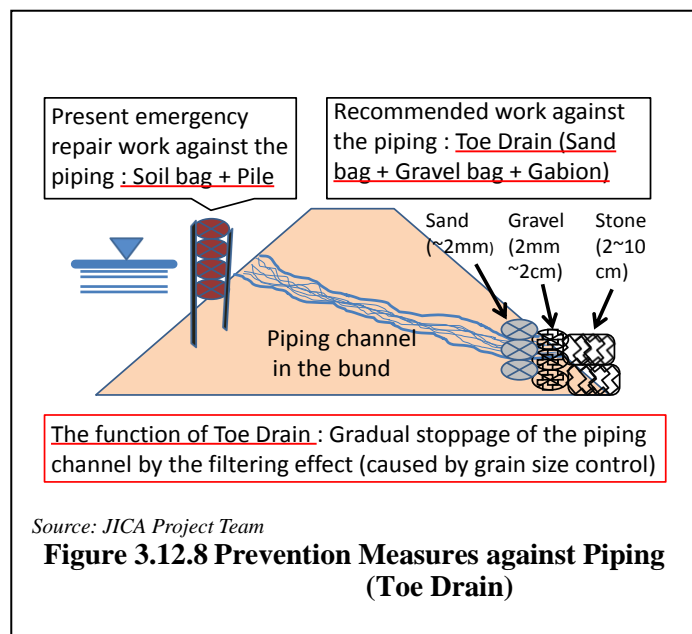 Present emergency
repair work against the
piping : Soil bag + Pile
Recommended work against
the piping : Toe Drain (Sand
bag + Gravel bag + Gabion)
Sand
(~2mm)
Gravel
(2mm
~2cm)
Stone
(2~10
cm)
Piping channel
in the bund
The function of Toe Drain : Gradual stoppage of the piping
channel by the filtering effect (caused by grain size control)
Source: JICA Project Team
Figure 3.12.8 Prevention Measures against Piping
(Toe Drain)